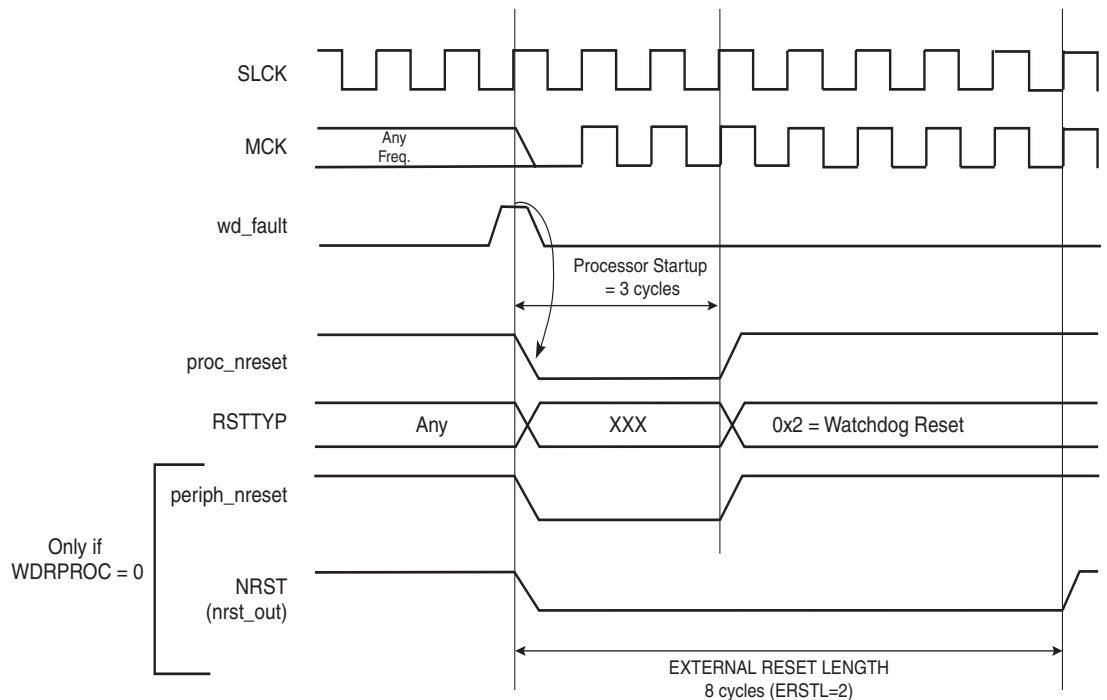 SLCK
MCK
Any
Freq.
wd_fault
Processor Startup
= 3 cycles
proc_nreset
RSTTYP
Any
XXX
0x2 = Watchdog Reset
periph_nreset
Only if
WDRPROC = 0
NRST
(nrst_out)
EXTERNAL RESET LENGTH
8 cycles (ERSTL=2)